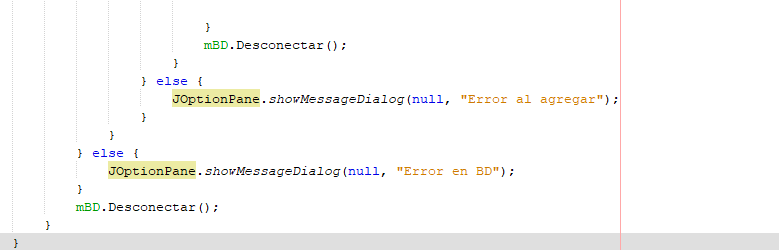 }
mBD.Desconectar();
}
} else {
JOptionPane.showMessageDialog(null, "Error al agregar");
}
}
} else {
JOptionPane.showMessageDialog(null, "Error en BD");
}
mBD.Desconectar();
}
}